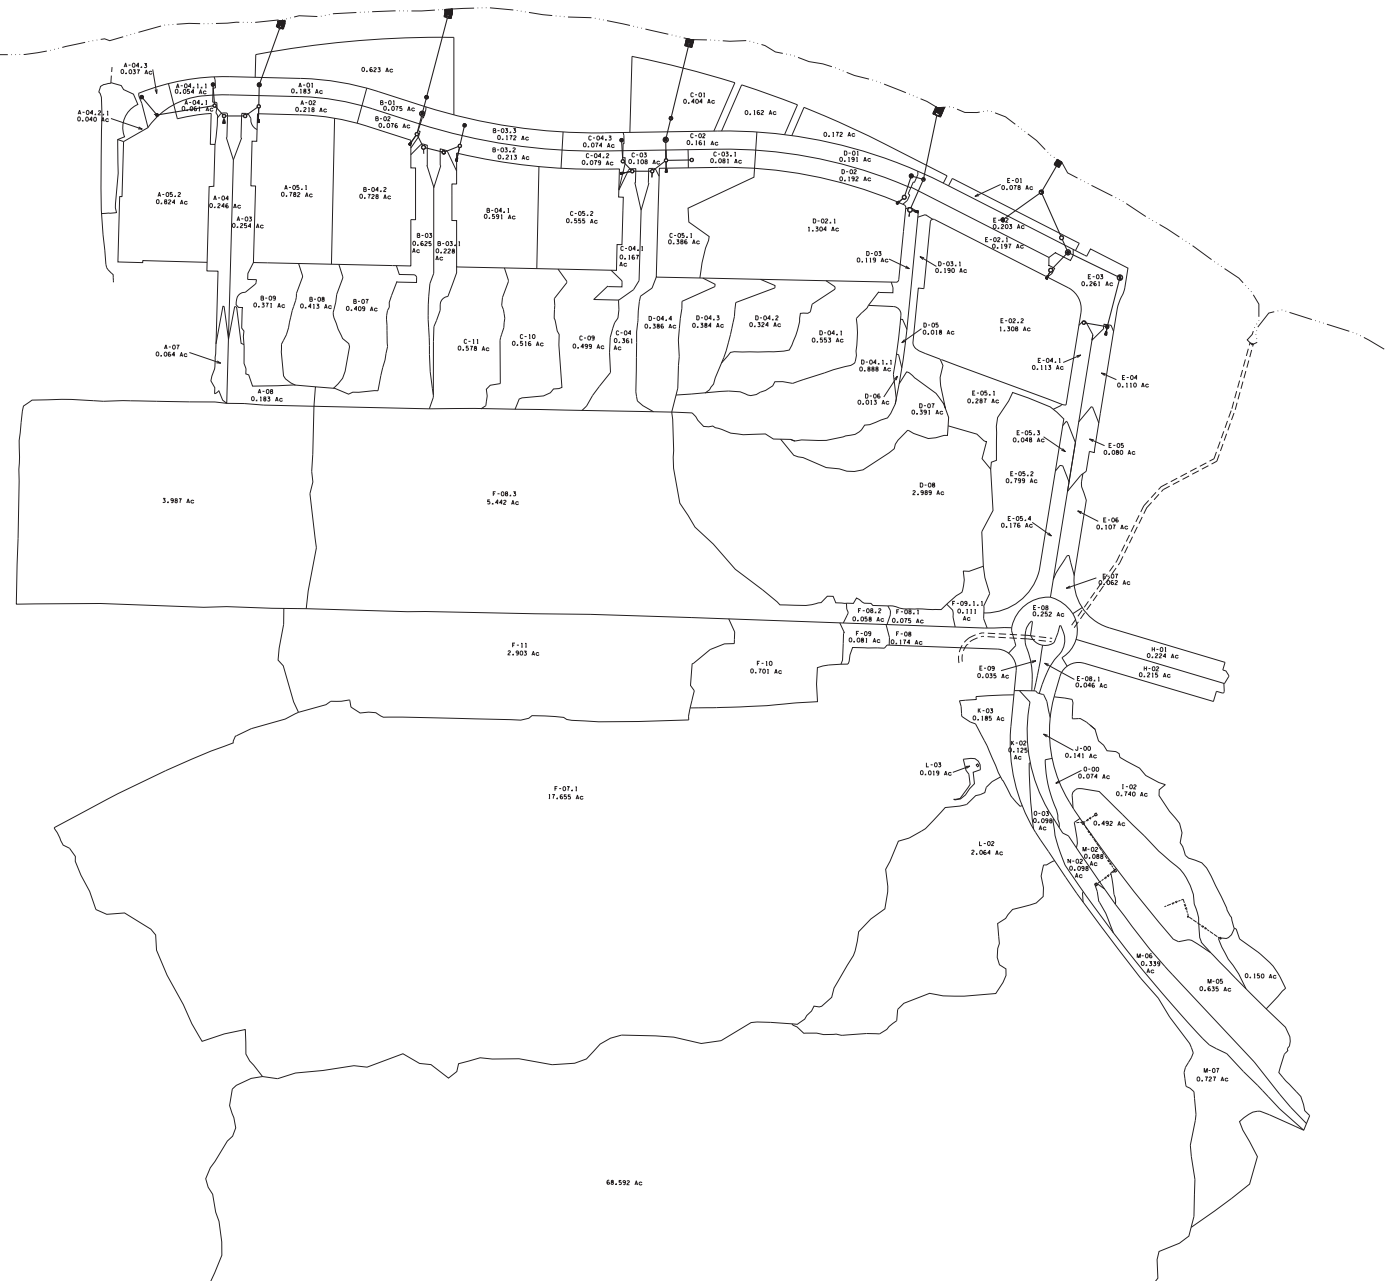 A-04.3
0.037 Ac
A-04.1.1
0.054 Ac
A-04.1
0.061 Ac
A-04.2.1
0.040 Ac
A-01
0.183 Ac
A-02
0.218 Ac
0.623 Ac
B-01
0.075 Ac
B-02
0.076 Ac
B-03.3
0.172 Ac
B-03.2
0.213 Ac
C-04.3
0.074 Ac
C-04.2
0.079 Ac
C-03
0.108 Ac
C-01
0.404 Ac
C-02
0.161 Ac
C-03.1
0.081 Ac
0.162 Ac
0.172 Ac
D-01
0.191 Ac
D-02
0.192 Ac
E-01
0.078 Ac
E-02
0.203 Ac
E-02.1
0.197 Ac
A-05.2
0.824 Ac
A-04
0.246 Ac
A-03
0.254 Ac
A-05.1
0.782 Ac
B-04.2
0.728 Ac
B-03
0.625
Ac
B-03.1
0.228
Ac
B-04.1
0.591 Ac
C-05.2
0.555 Ac
C-04.1
0.167
Ac
C-05.1
0.386 Ac
D-02.1
1.304 Ac
D-03
0.119 Ac
D-03.1
0.190 Ac
E-03
0.261 Ac
E-02.2
1.308 Ac
B-09
0.371 Ac
B-08
0.413 Ac
B-07
0.409 Ac
C-11
0.578 Ac
C-10
0.516 Ac
C-09
0.499 Ac
C-04
0.361
Ac
D-04.4
0.386 Ac
D-04.3
0.384 Ac
D-04.2
0.324 Ac
D-04.1
0.553 Ac
D-05
0.018 Ac
D-04.1.1
0.888 Ac
D-06
0.013 Ac
D-07
0.391 Ac
A-07
0.064 Ac
A-08
0.183 Ac
E-04.1
0.113 Ac
E-04
0.110 Ac
E-05.1
0.287 Ac
E-05.3
0.048 Ac
E-05
0.080 Ac
E-05.2
0.799 Ac
E-05.4
0.176 Ac
E-06
0.107 Ac
E-07
0.062 Ac
3.987 Ac
F-08.3
5.442 Ac
D-08
2.989 Ac
F-08.2
0.058 Ac
F-08.1
0.075 Ac
F-09.1.1
0.111
Ac
E-08
0.252 Ac
F-09
0.081 Ac
F-08
0.174 Ac
F-11
2.903 Ac
F-10
0.701 Ac
E-09
0.035 Ac
E-08.1
0.046 Ac
H-01
0.224 Ac
H-02
0.215 Ac
K-03
0.185 Ac
K-02
0.125
Ac
J-00
0.141 Ac
O-00
0.074 Ac
I-02
0.740 Ac
L-03
0.019 Ac
F-07.1
17.655 Ac
O-03
0.098
Ac
0.492 Ac
L-02
2.064 Ac
M-02
0.088
Ac
N-02
0.098
Ac
M-06
0.339
Ac
M-05
0.635 Ac
0.150 Ac
M-07
0.727 Ac
68.592 Ac